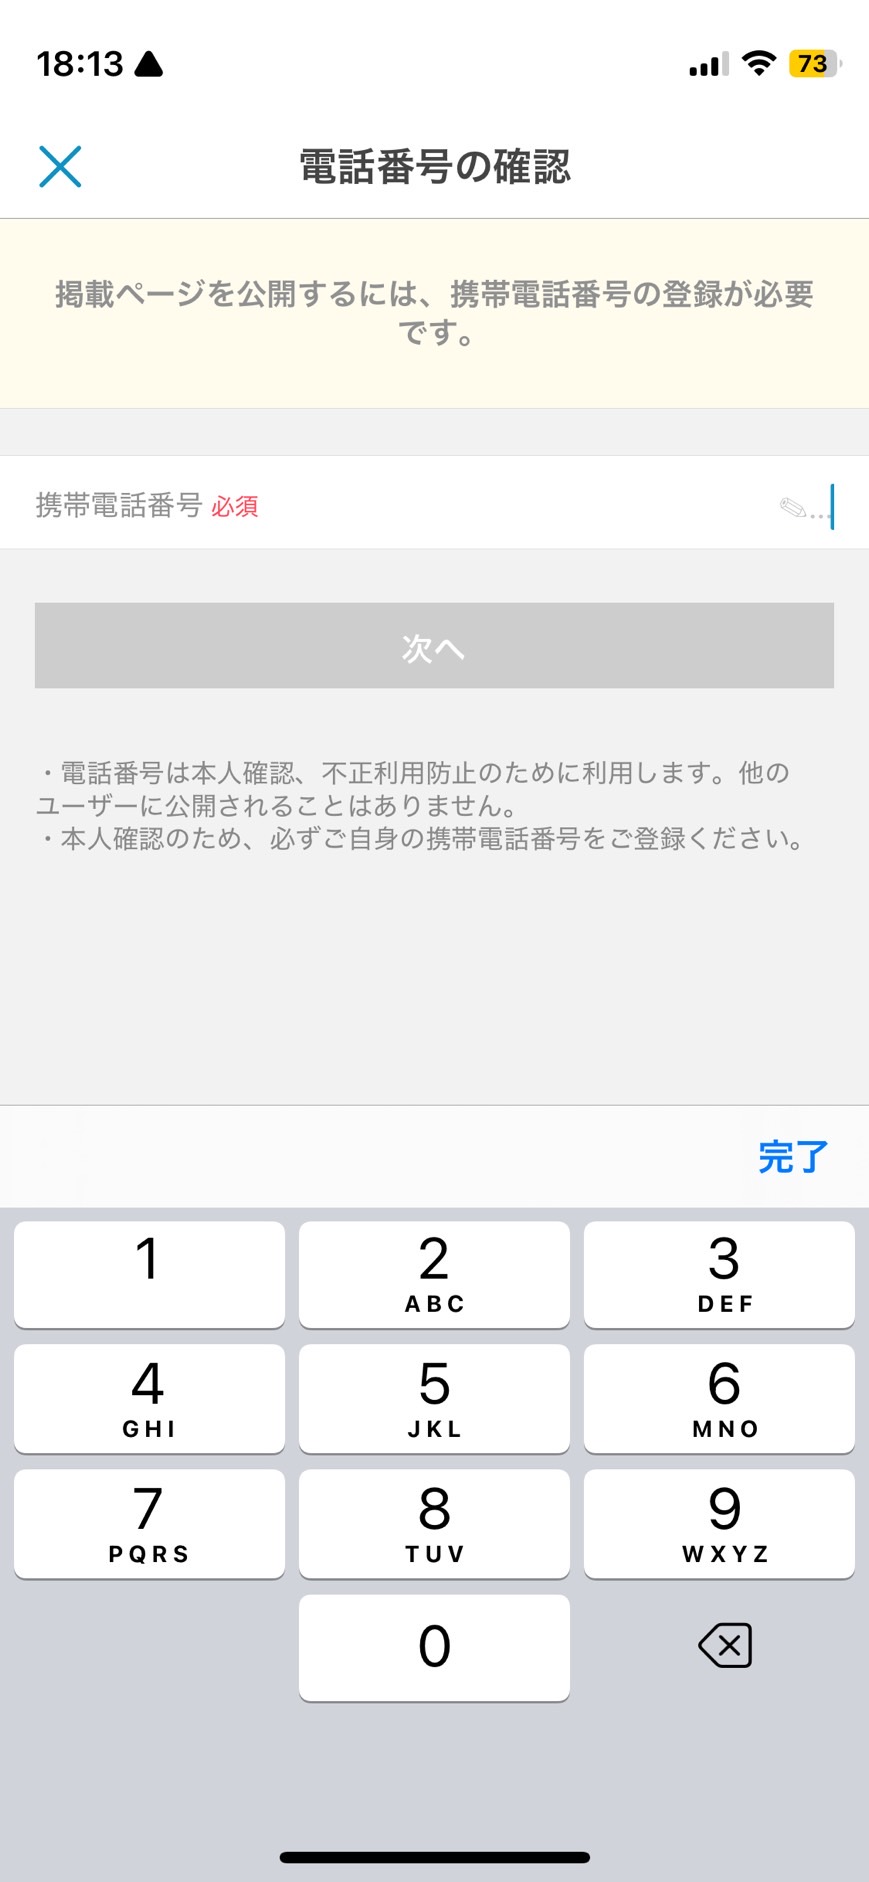 18:13
73
電話番号の確認
掲載ページを公開するには、携帯電話番号の登録が必要
です。
携帯電話番号 必須
✎...
次へ
・電話番号は本人確認、不正利用防止のために利用します。他の
ユーザーに公開されることはありません。
・本人確認のため、必ずご自身の携帯電話番号をご登録ください。
完了
1 2 3
ABC DEF
4 5 6
GHI JKL MNO
7 8 9
PQRS TUV WXYZ
0